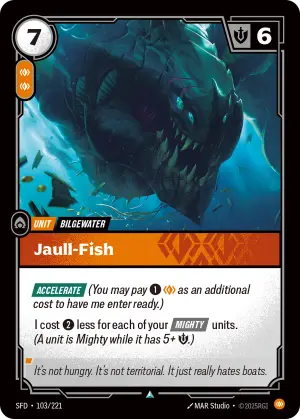 7
6
UNIT BILGEWATER
Jaull-Fish
ACCELERATE (You may pay 1 as an additional
cost to have me enter ready.)
I cost 2 less for each of your MIGHTY units.
(A unit is Mighty while it has 5+ .)
It's not hungry. It's not territorial. It just really hates boats.
SFD • 103/221
MAR Studio • ©2025RGI